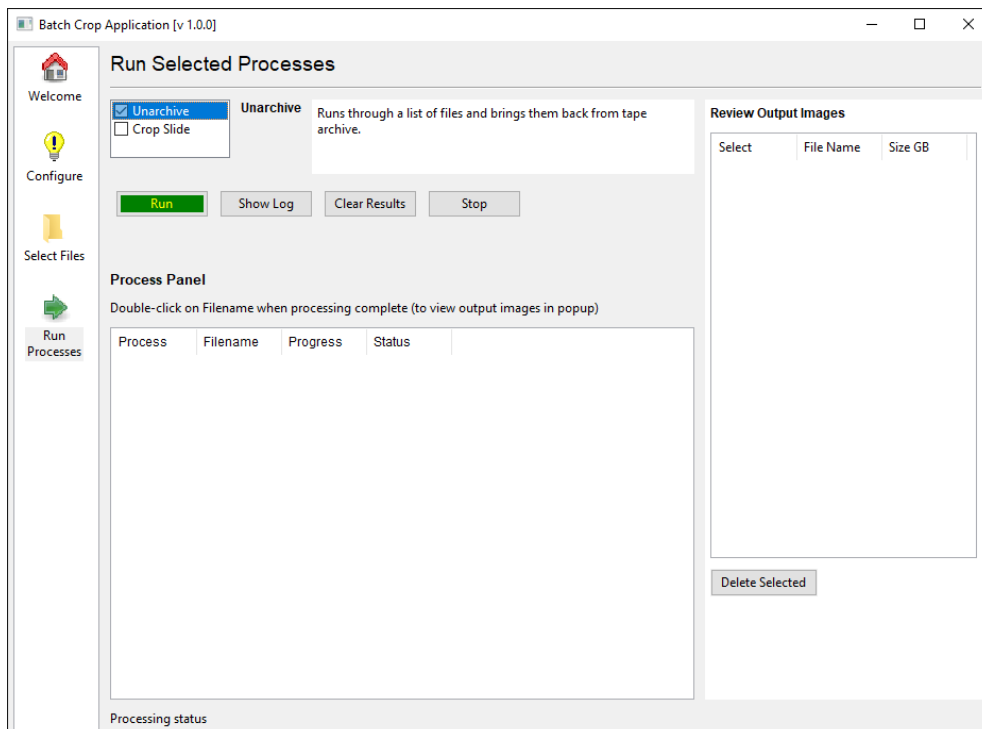 Batch Crop Application [v 1.0.0]
Welcome
Configure
Select Files
Run
Processes
Run Selected Processes
Unarchive
Crop Slide
Unarchive
Runs through a list of files and brings them back from tape
archive.
Run
Show Log
Clear Results
Stop
Process Panel
Double-click on Filename when processing complete (to view output images in popup)
Process Filename Progress Status
Processing status
Review Output Images
Select File Name Size GB
Delete Selected